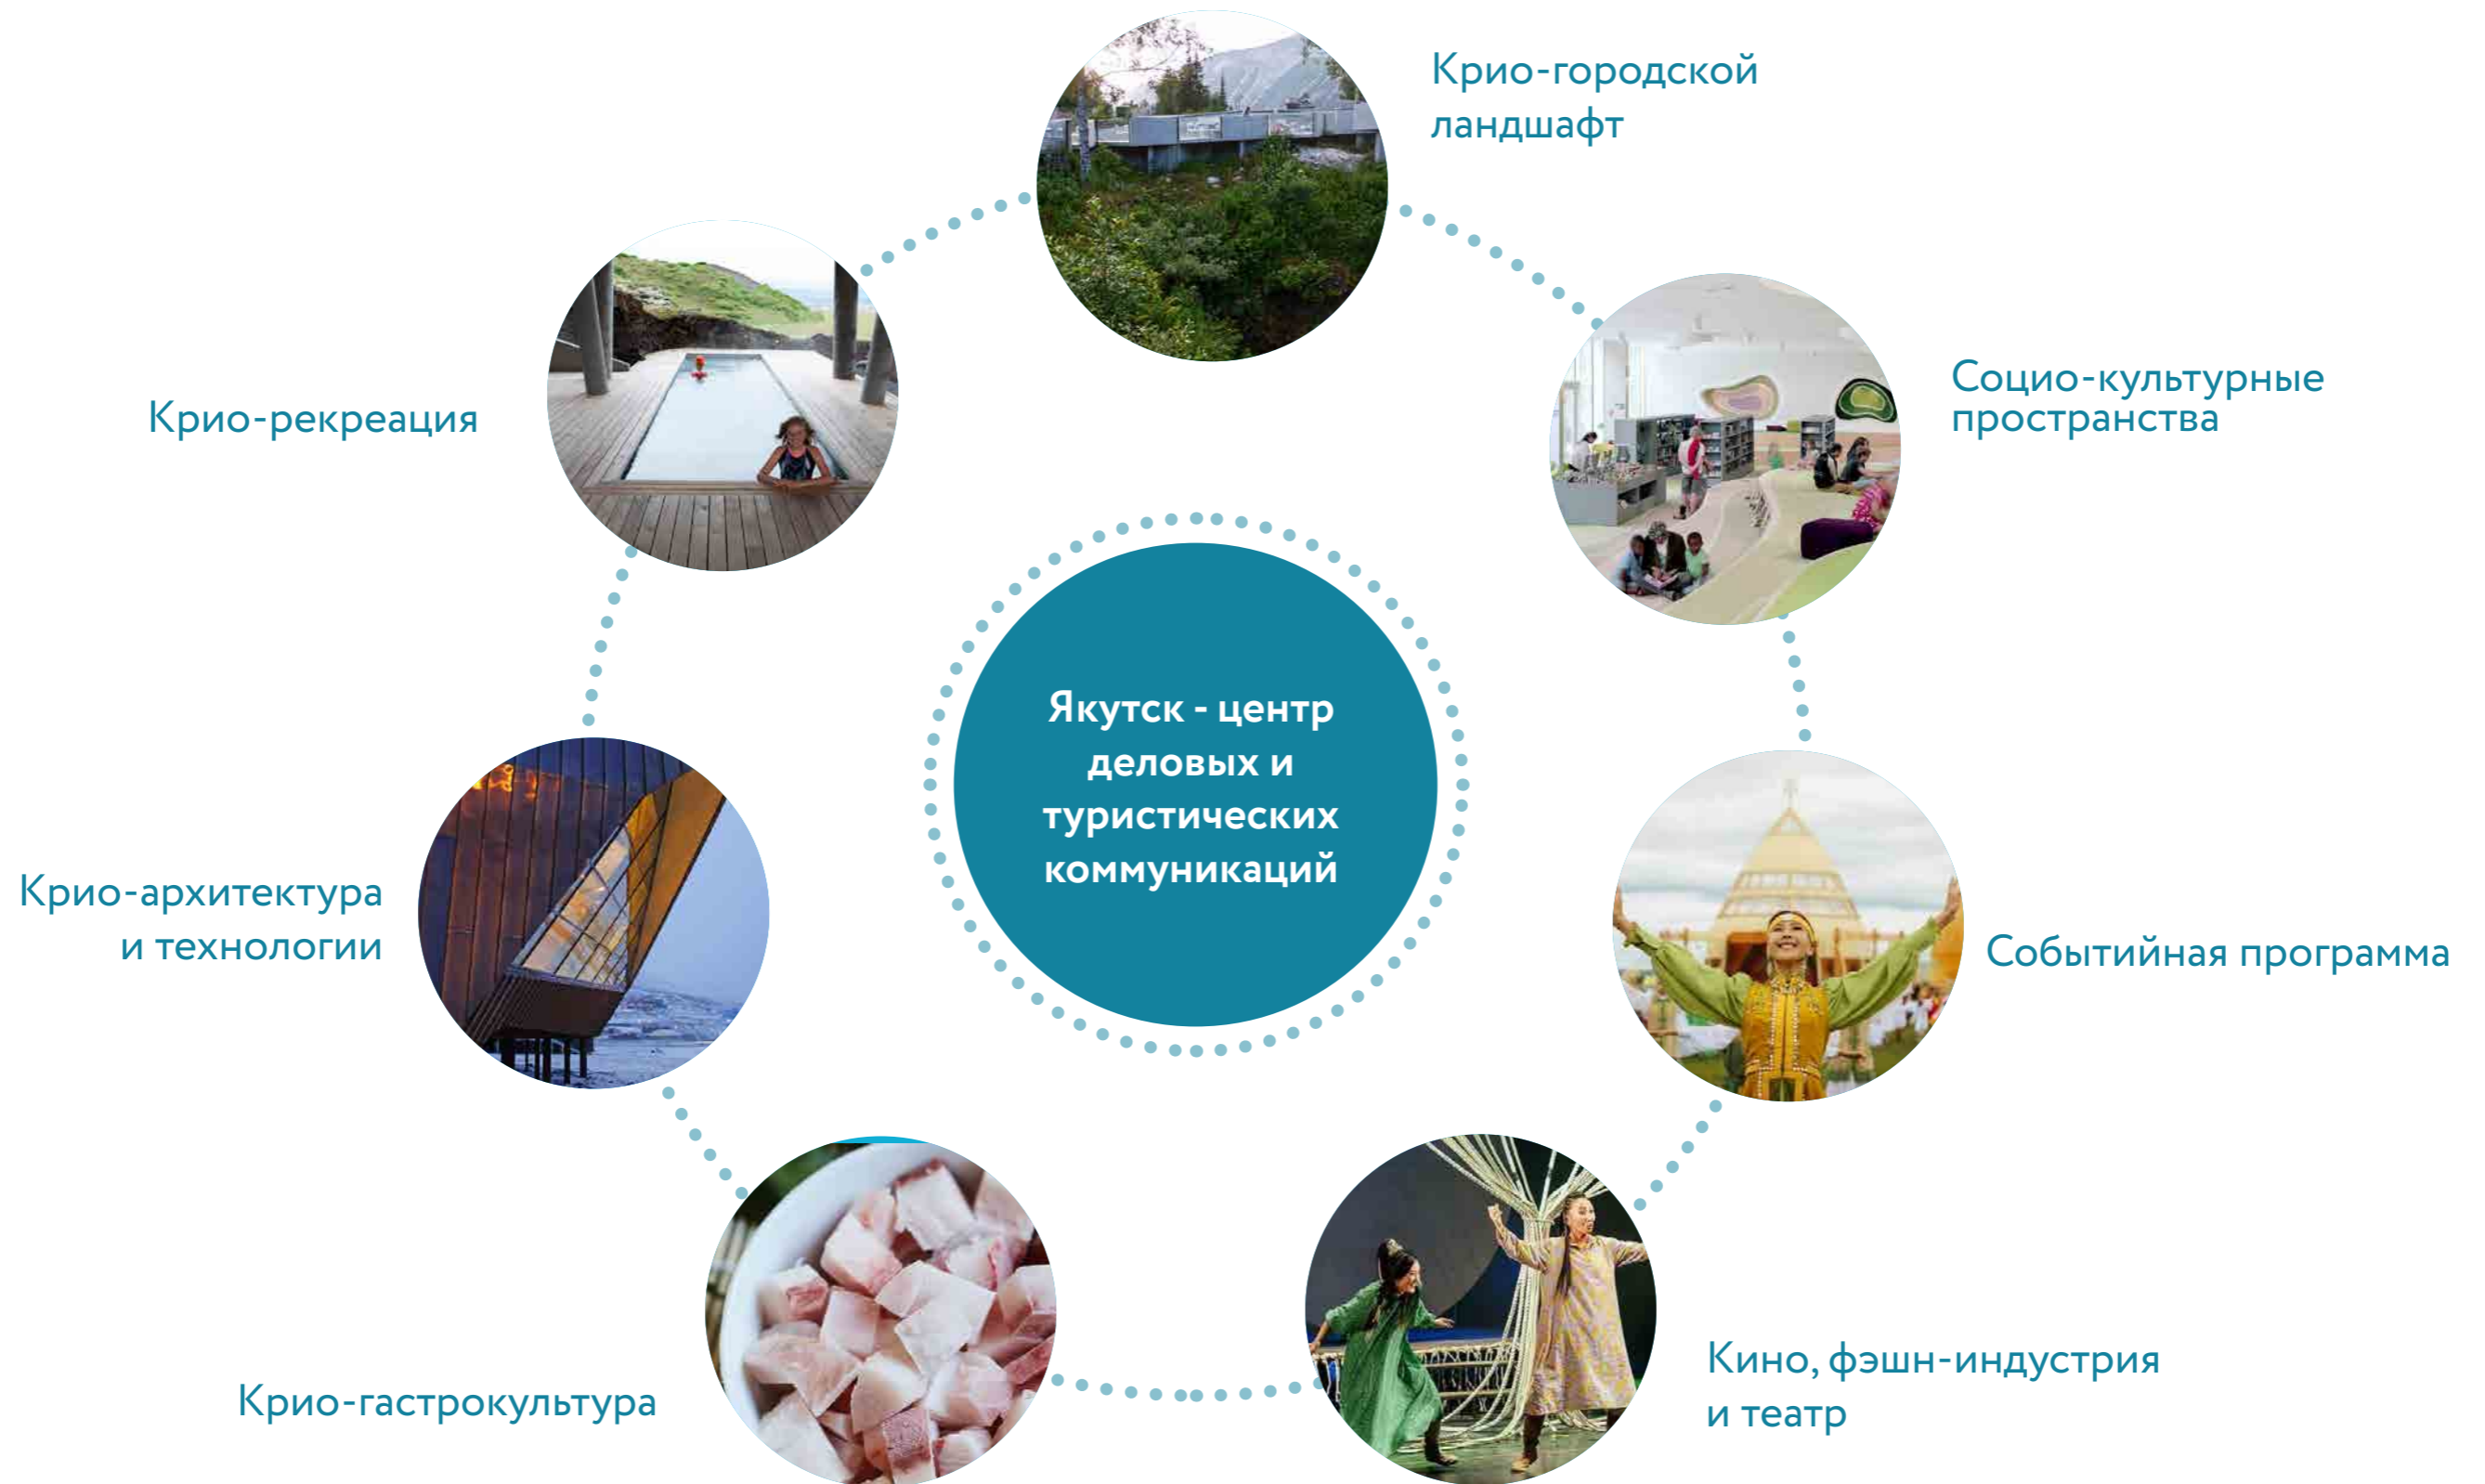 Крио-городской
ландшафт
Социо-культурные
пространства
Крио-рекреация
Якутск - центр
деловых и
туристических
коммуникаций
Крио-архитектура
и технологии
Событийная программа
Крио-гастрокультура
Кино, фэшн-индустрия
и театр